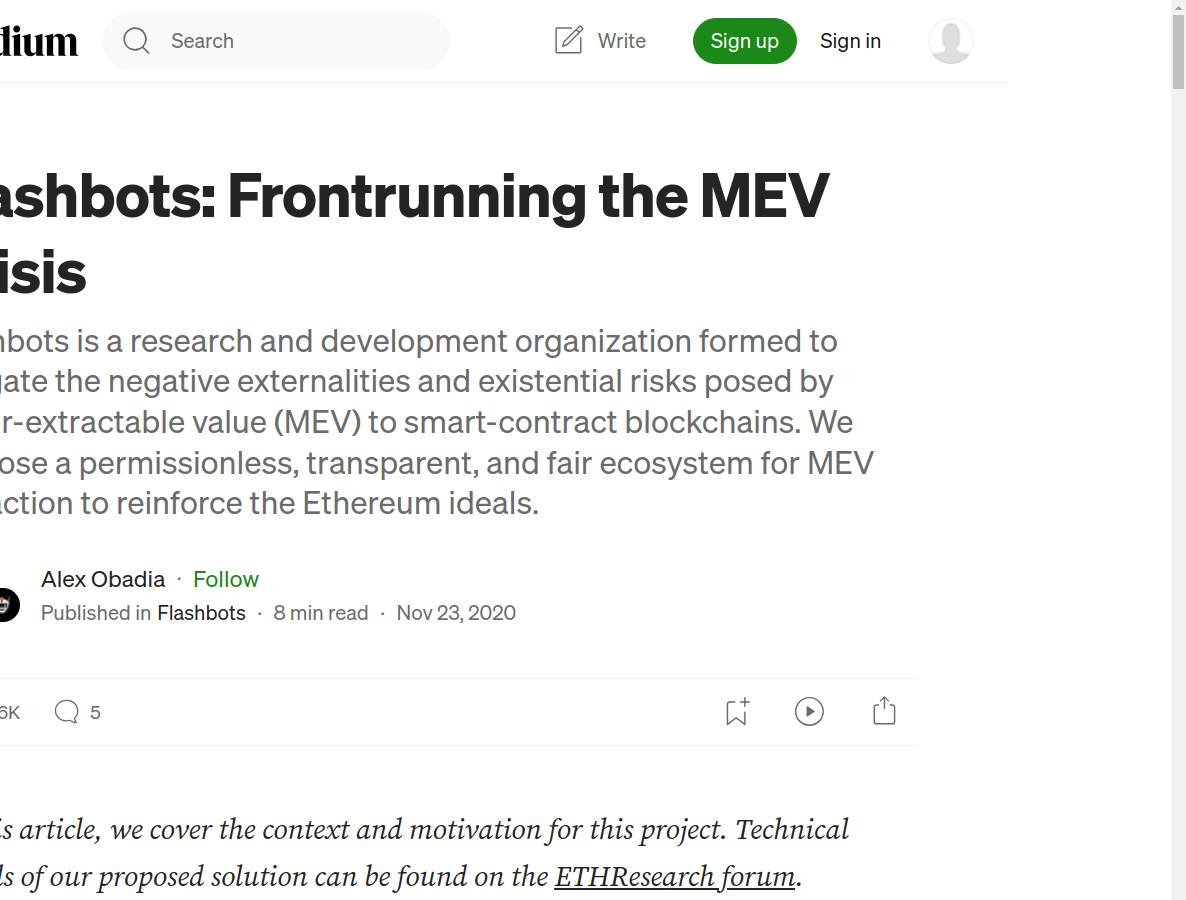 dium
Search
Write
Sign up
Sign in
ashbots: Frontrunning the MEV
isis
bots is a research and development organization formed to
gate the negative externalities and existential risks posed by
r-extractable value (MEV) to smart-contract blockchains. We
ose a permissionless, transparent, and fair ecosystem for MEV
action to reinforce the Ethereum ideals.
Alex Obadia · Follow
Published in Flashbots · 8 min read · Nov 23, 2020
6K
5
is article, we cover the context and motivation for this project. Technical
ls of our proposed solution can be found on the ETHResearch forum.